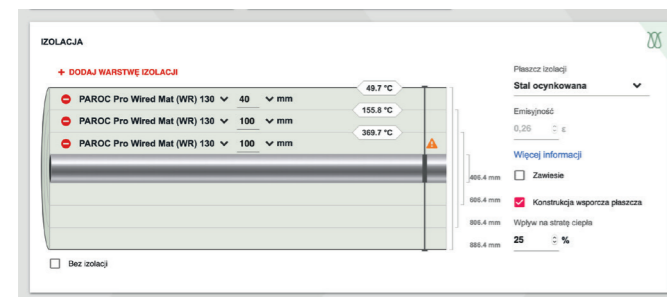 IZOLACJA
+ DODAJ WARSTWĘ IZOLACJI
49.7 °C
PAROC Pro Wired Mat (WR) 130 40 mm
155.8 °C
PAROC Pro Wired Mat (WR) 130 100 mm
369.7 °C
PAROC Pro Wired Mat (WR) 130 100 mm
406.4 mm
606.4 mm
806.4 mm
886.4 mm
Bez izolacji
Płaszcz izolacji
Stal ocynkowana
Emisyjność
0,26 ε
Więcej informacji
Zawiesie
Konstrukcja wsporcza płaszcza
Wpływ na stratę ciepła
25 %